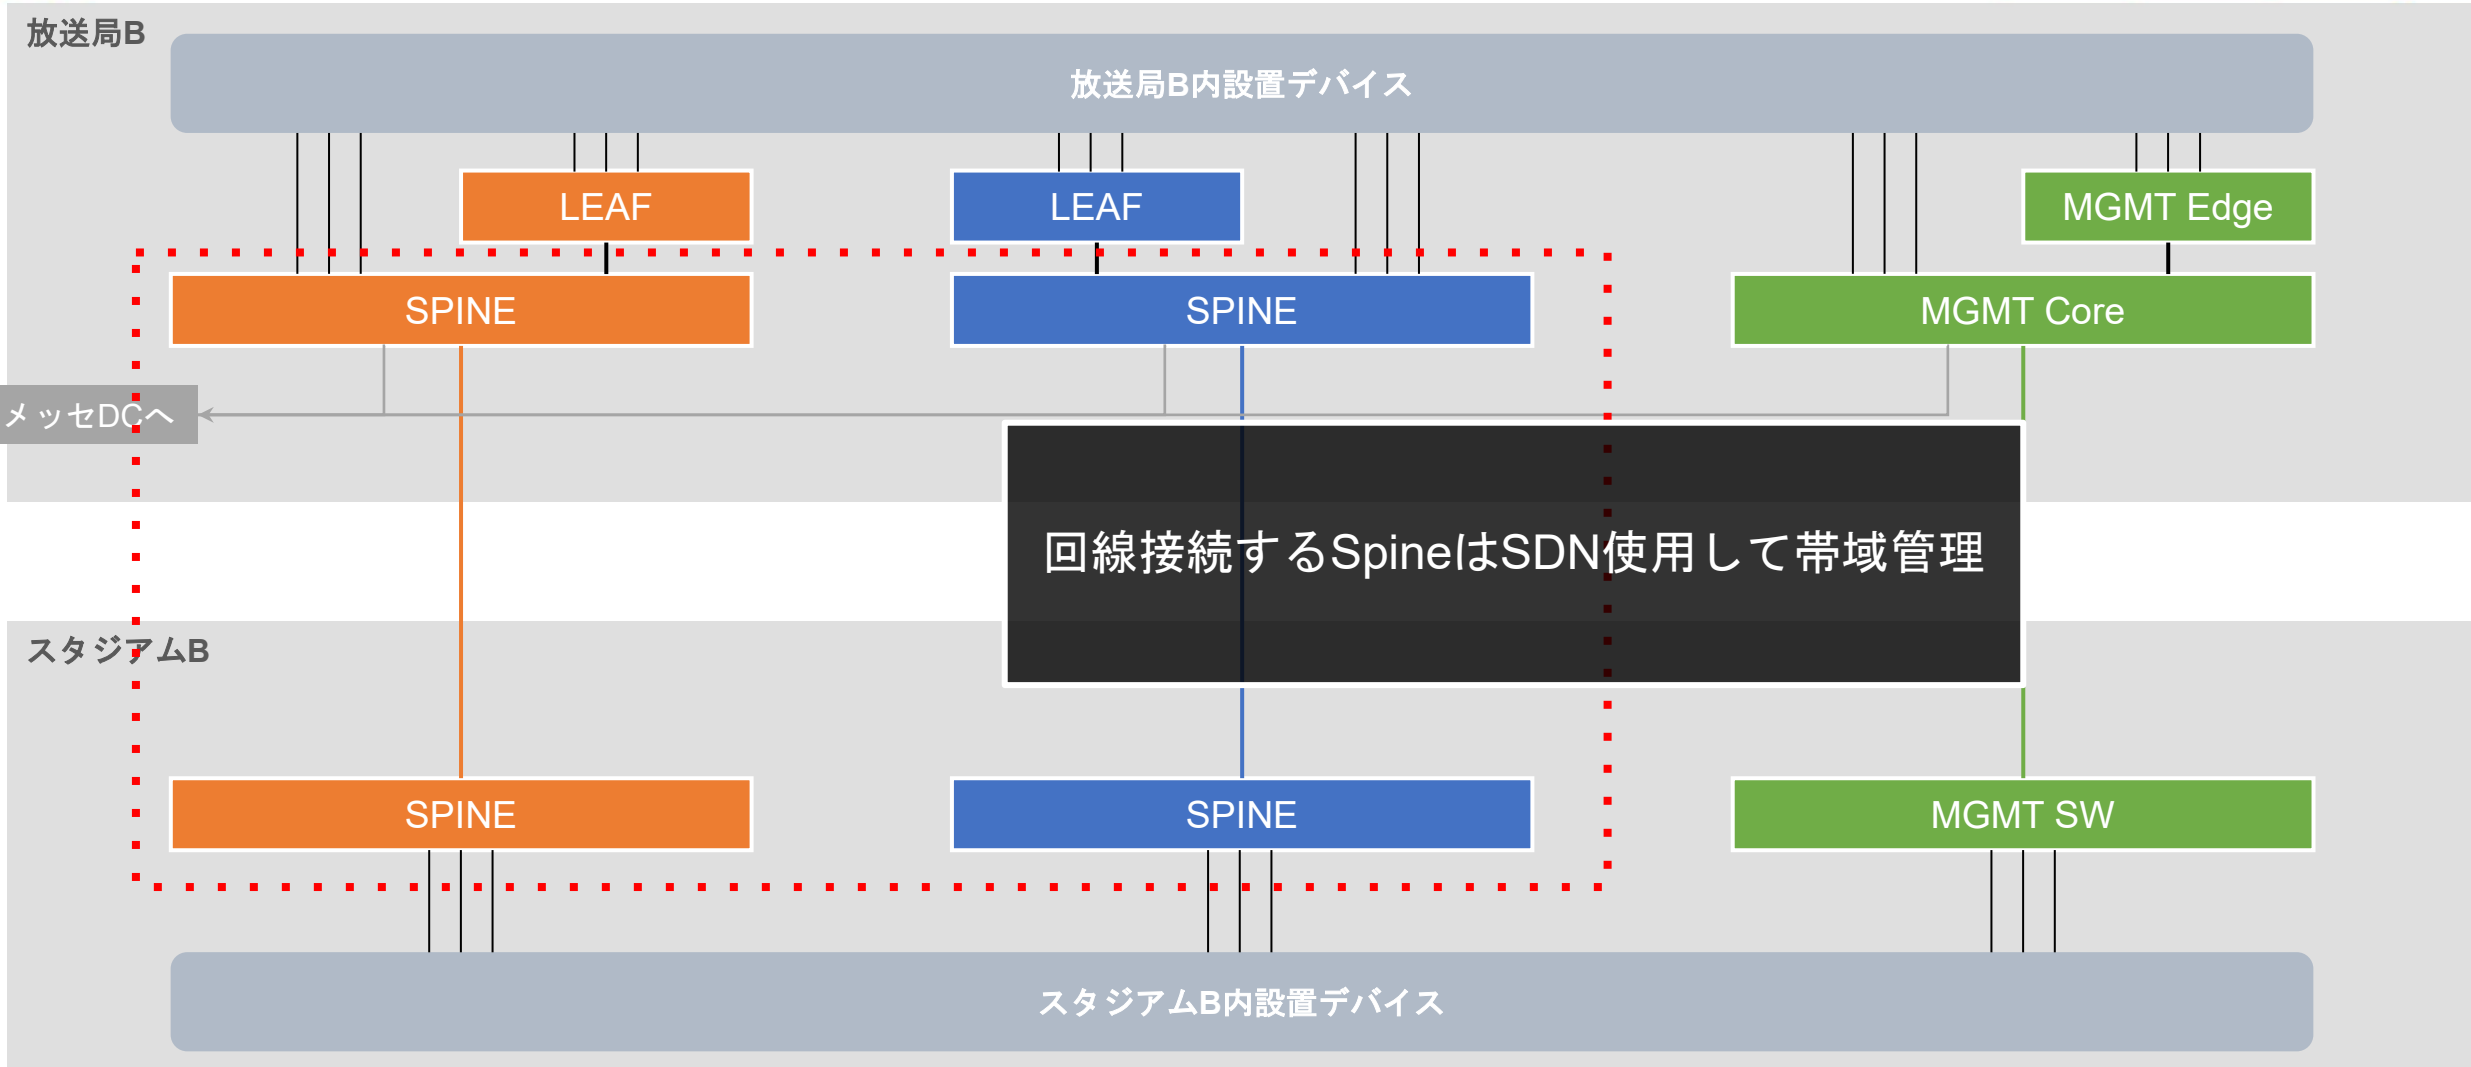 放送局B
放送局B内設置デバイス
LEAF
LEAF
MGMT Edge
SPINE
SPINE
MGMT Core
メッセDCへ
回線接続するSpineはSDN使用して帯域管理
スタジアムB
SPINE
SPINE
MGMT SW
スタジアムB内設置デバイス